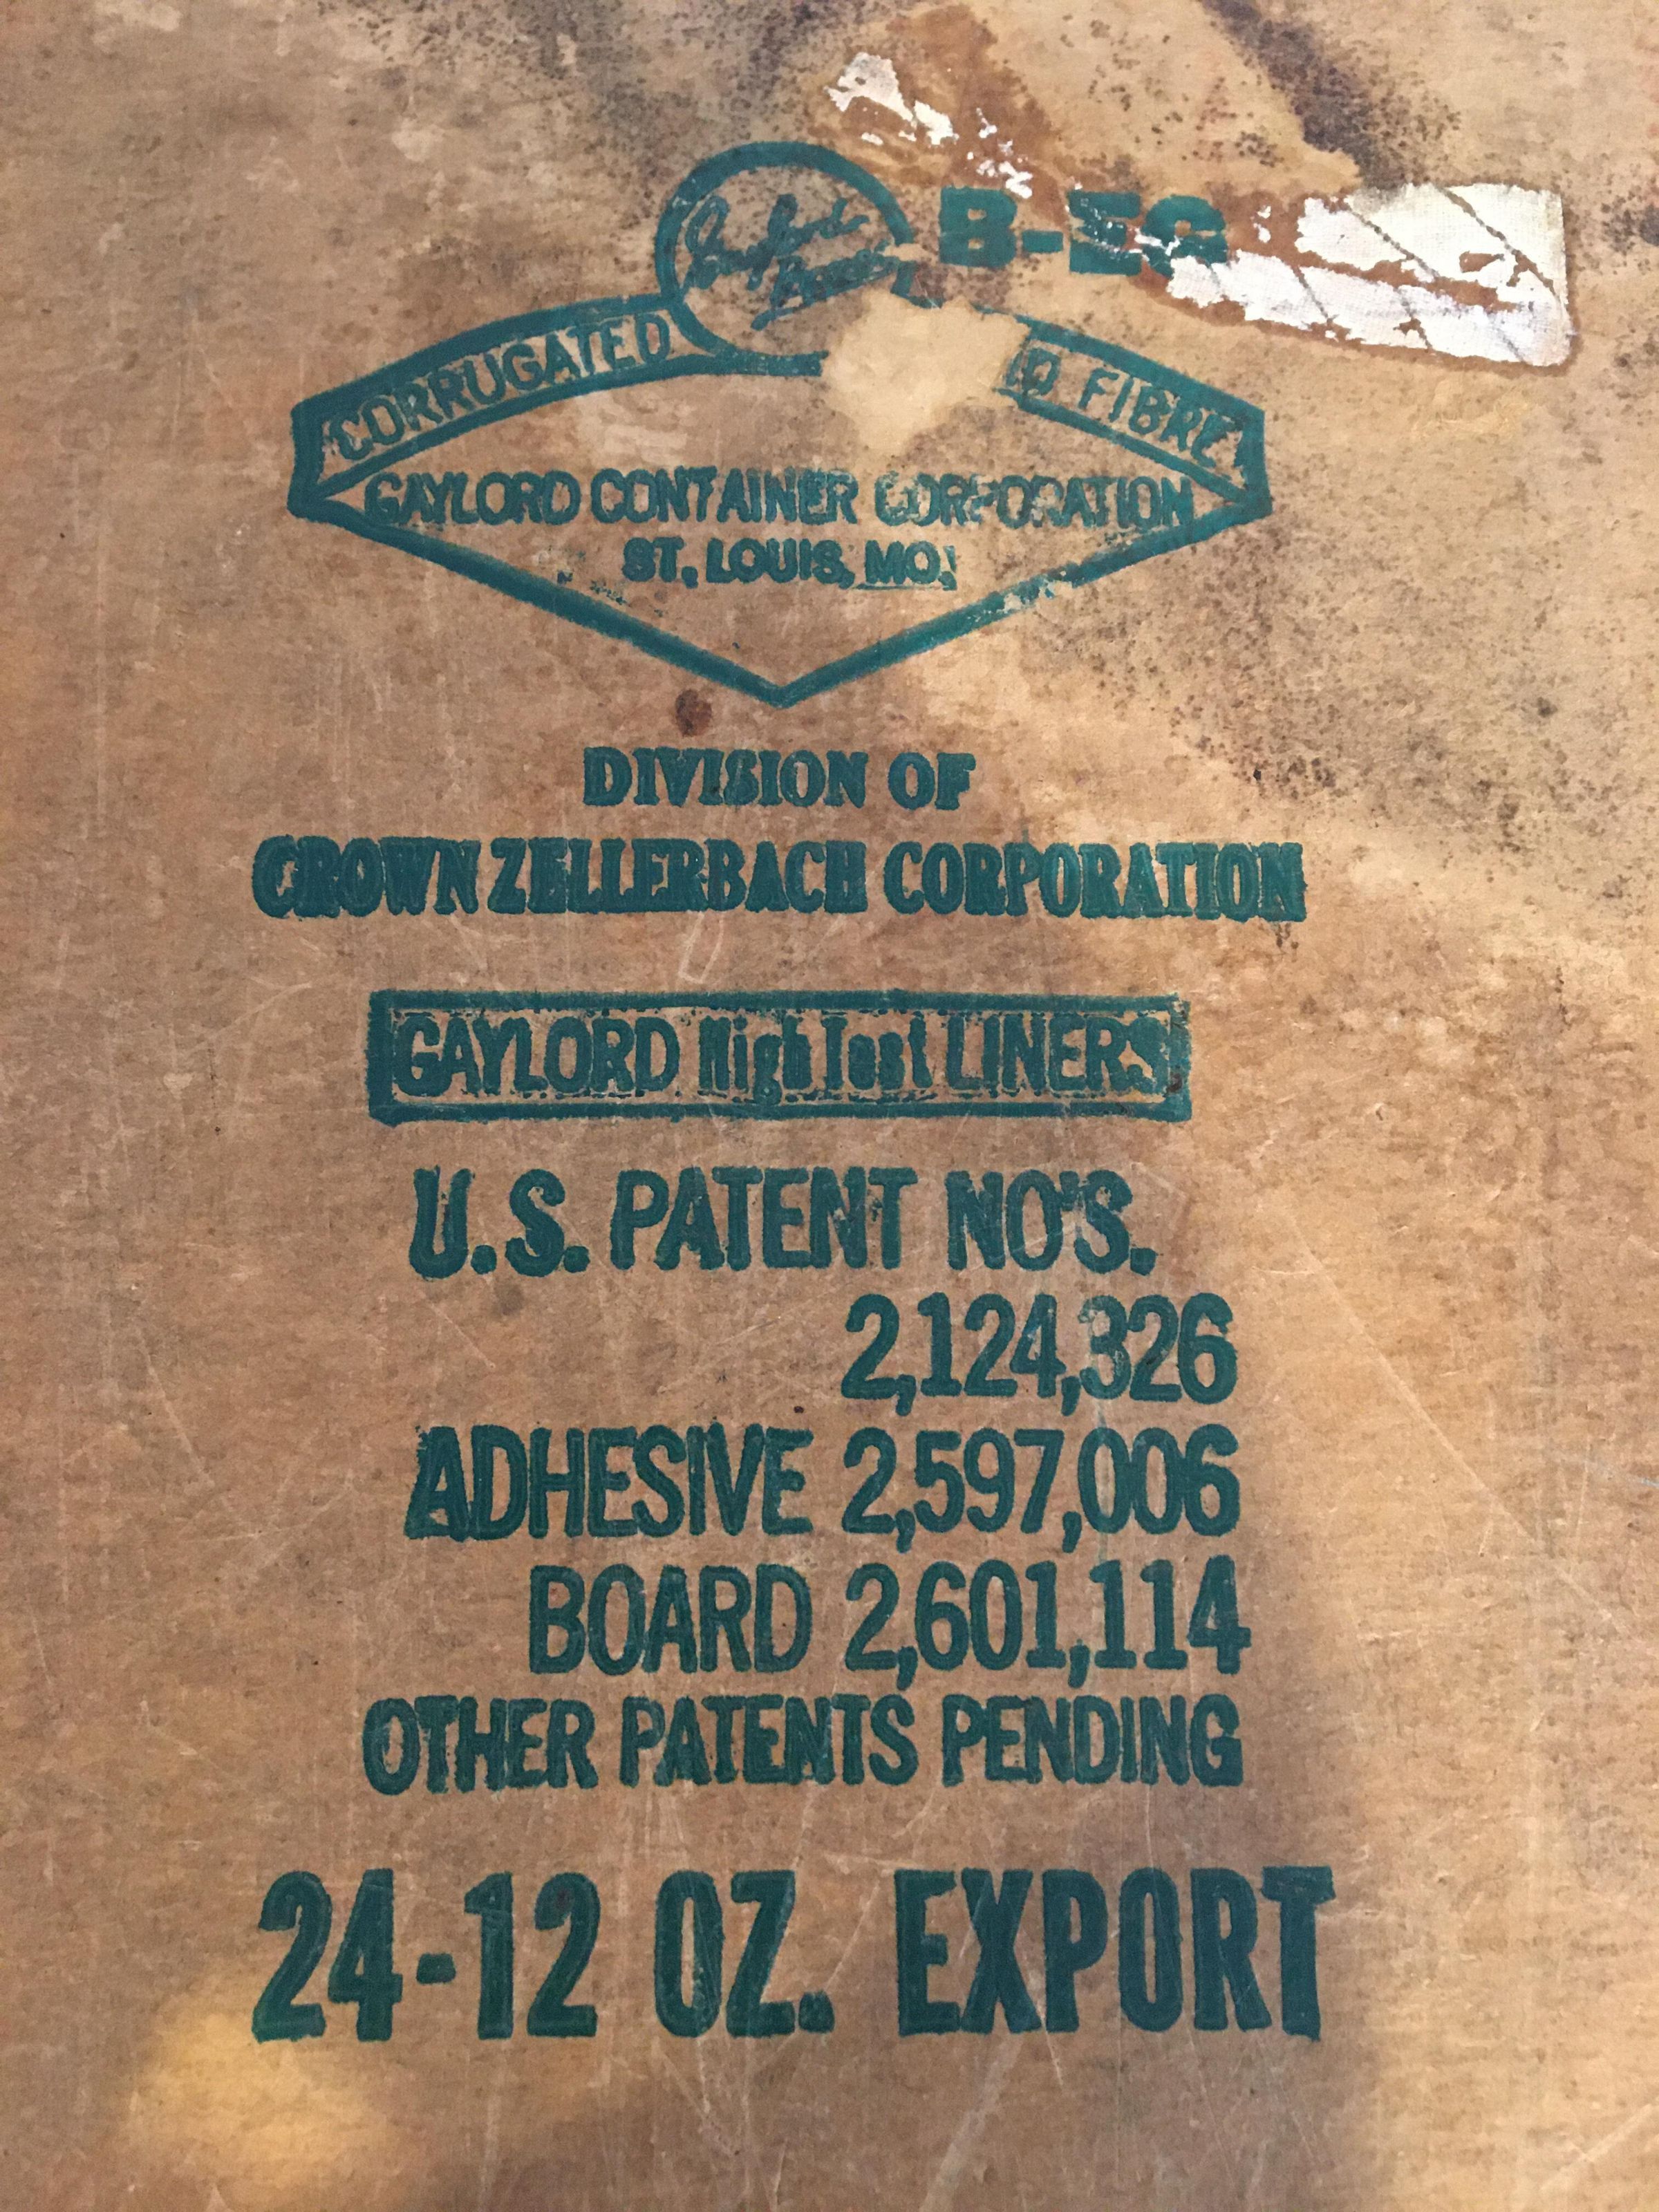 Gaylord Boxes
B-EG
CORRUGATED FIBRE
GAYLORD CONTAINER CORPORATION
ST. LOUIS, MO.
DIVISION OF
CROWN ZELLERBACH CORPORATION
GAYLORD High Test LINERS
U.S. PATENT NO'S.
2,124,326
ADHESIVE 2,597,006
BOARD 2,601,114
OTHER PATENTS PENDING
24-12 OZ. EXPORT